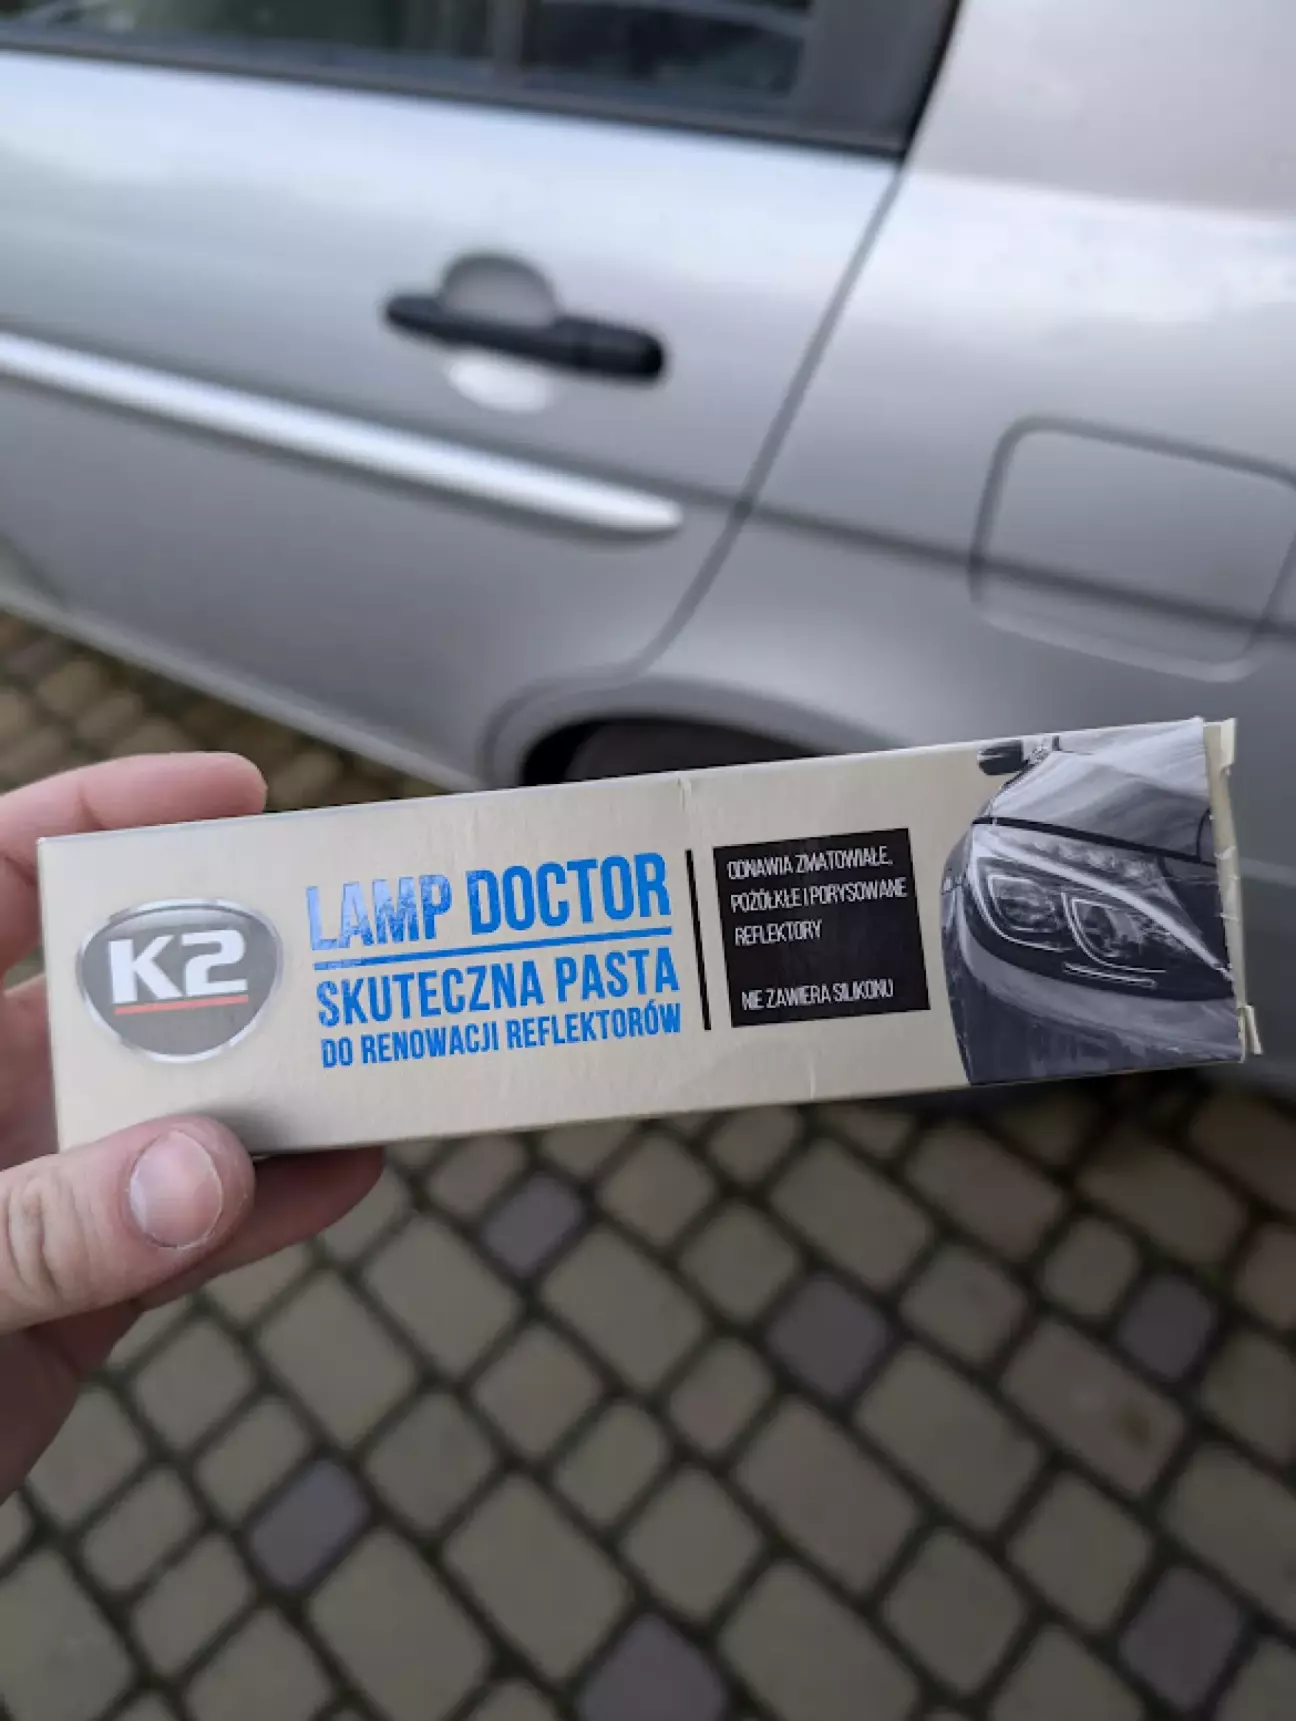 K2
LAMP DOCTOR
SKUTECZNA PASTA
DO RENOWACJI REFLEKTORÓW
ODNAWIA ZMATOWIAŁE,
POŻÓŁKŁE I PORYSOWANE
REFLEKTORY
NIE ZAWIERA SILIKONU